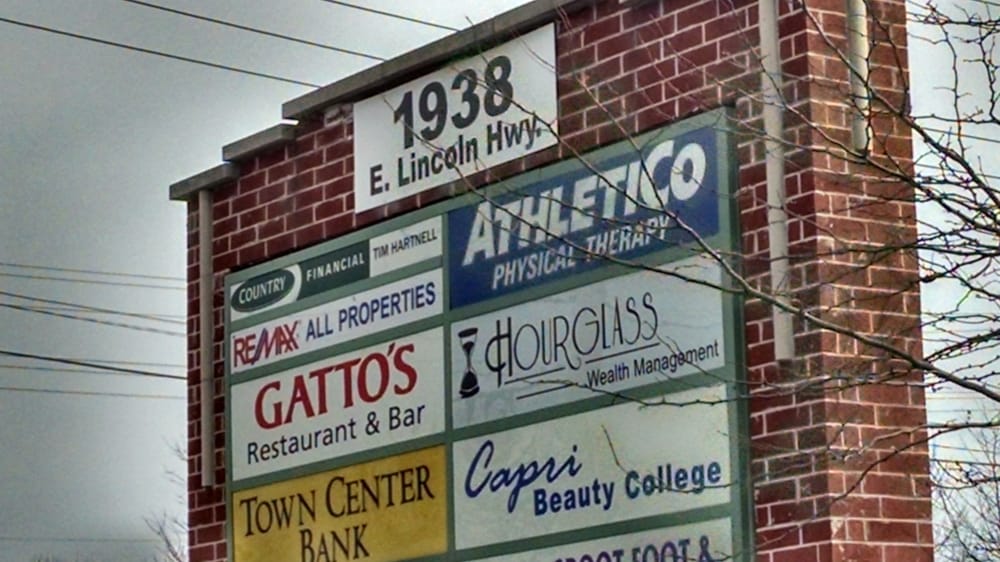 1938
E. Lincoln Hwy.
COUNTRY FINANCIAL TIM HARTNELL
RE/MAX ALL PROPERTIES
GATTO'S
Restaurant & Bar
TOWN CENTER
BANK
ATHLETICO
PHYSICAL THERAPY
HOURGLASS
Wealth Management
Capri
Beauty College
FOOT &